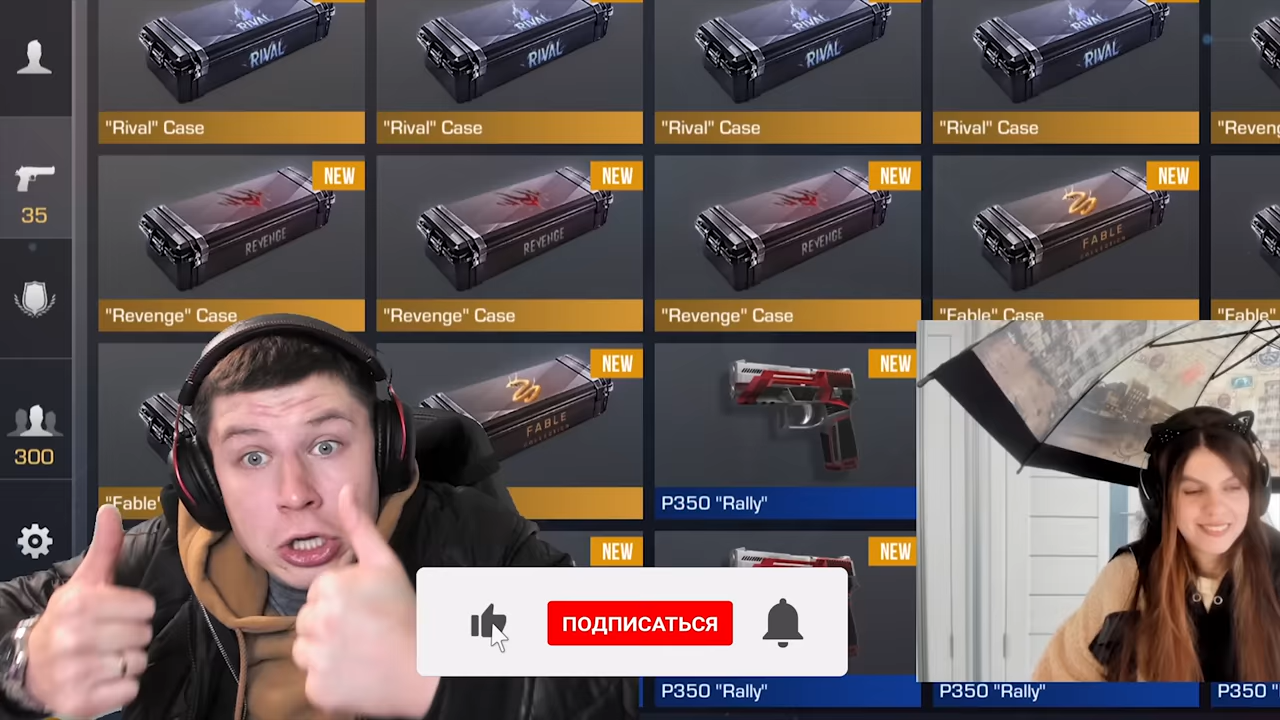 RIVAL
RIVAL
RIVAL
RIVAL
"Rival" Case
"Rival" Case
"Rival" Case
"Rival" Case
"Reveng
NEW
NEW
NEW
NEW
35
REVENGE
REVENGE
REVENGE
FABLE
COLLECTION
"Revenge" Case
"Revenge" Case
"Revenge" Case
"Fable" Case
"Fable"
NEW
NEW
FABLE
COLLECTION
300
"Fable"
P350 "Rally"
NEW
NEW
ПОДПИСАТЬСЯ
P350 "Rally"
P350 "Rally"
P350 "